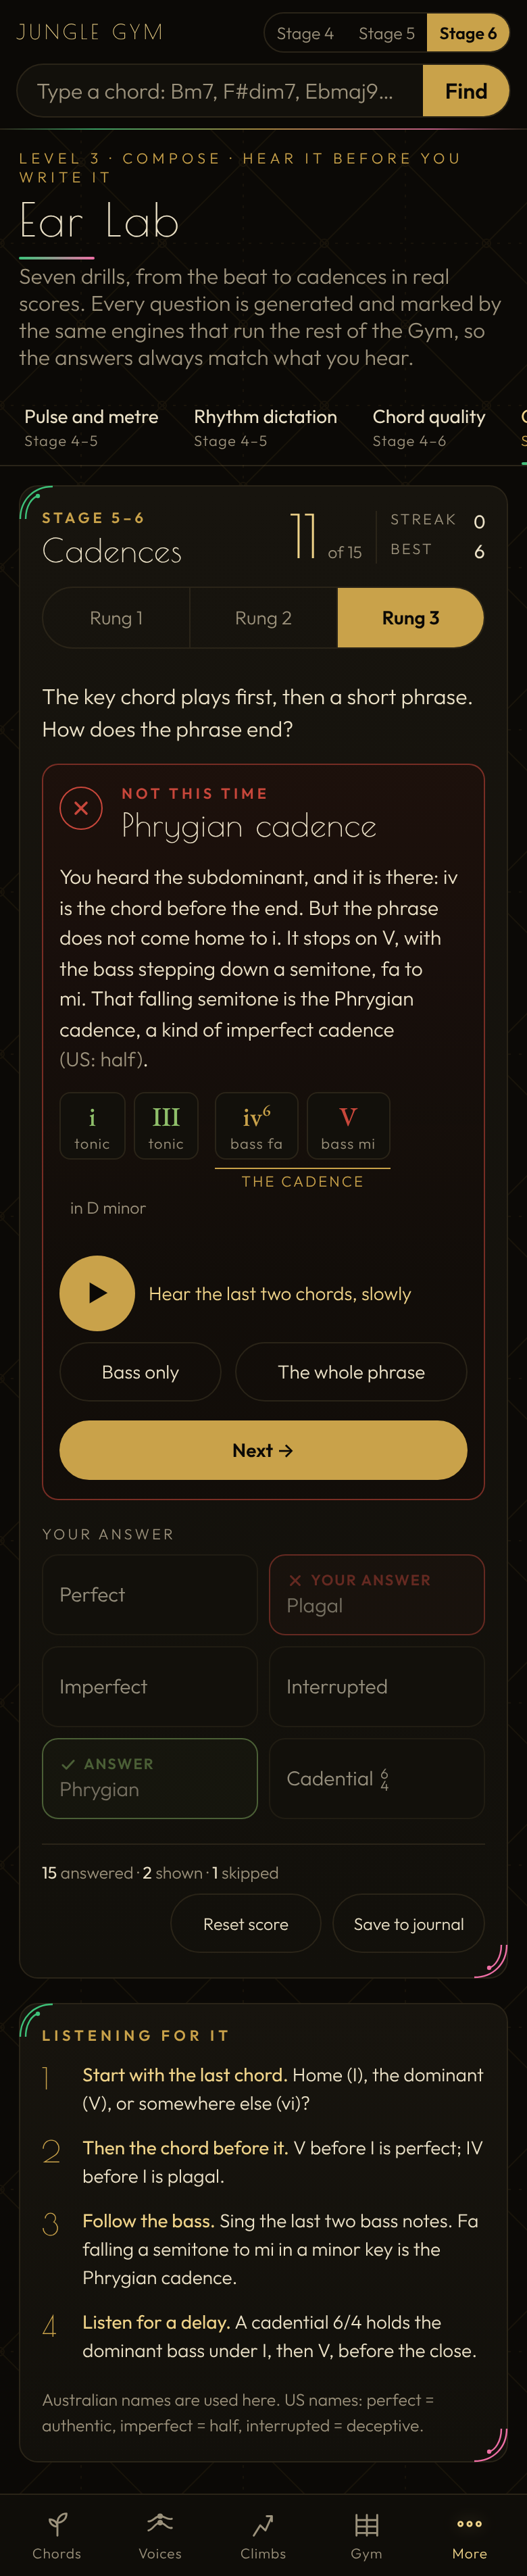 JUNGLE GYM
Stage 4 Stage 5 Stage 6
Type a chord: Bm7, F#dim7, Ebmaj9... Find
LEVEL 3 · COMPOSE · HEAR IT BEFORE YOU
WRITE IT
Ear Lab
Seven drills, from the beat to cadences in real
scores. Every question is generated and marked by
the same engines that run the rest of the Gym, so
the answers always match what you hear.
Pulse and metre Rhythm dictation Chord quality
Stage 4–5 Stage 4–5 Stage 4–6
STAGE 5–6
Cadences
11 of 15
STREAK 0
BEST 6
Rung 1 Rung 2 Rung 3
The key chord plays first, then a short phrase.
How does the phrase end?
NOT THIS TIME
Phrygian cadence
You heard the subdominant, and it is there: iv
is the chord before the end. But the phrase
does not come home to i. It stops on V, with
the bass stepping down a semitone, fa to
mi. That falling semitone is the Phrygian
cadence, a kind of imperfect cadence
(US: half).
i III iv⁶ V
tonic tonic bass fa bass mi
THE CADENCE
in D minor
Hear the last two chords, slowly
Bass only The whole phrase
Next →
YOUR ANSWER
Perfect
✕ YOUR ANSWER
Plagal
Imperfect Interrupted
✓ ANSWER
Phrygian
Cadential 6 4
15 answered · 2 shown · 1 skipped
Reset score Save to journal
LISTENING FOR IT
1 Start with the last chord. Home (I), the dominant
(V), or somewhere else (vi)?
2 Then the chord before it. V before I is perfect; IV
before I is plagal.
3 Follow the bass. Sing the last two bass notes. Fa
falling a semitone to mi in a minor key is the
Phrygian cadence.
4 Listen for a delay. A cadential 6/4 holds the
dominant bass under I, then V, before the close.
Australian names are used here. US names: perfect =
authentic, imperfect = half, interrupted = deceptive.
Chords Voices Climbs Gym More